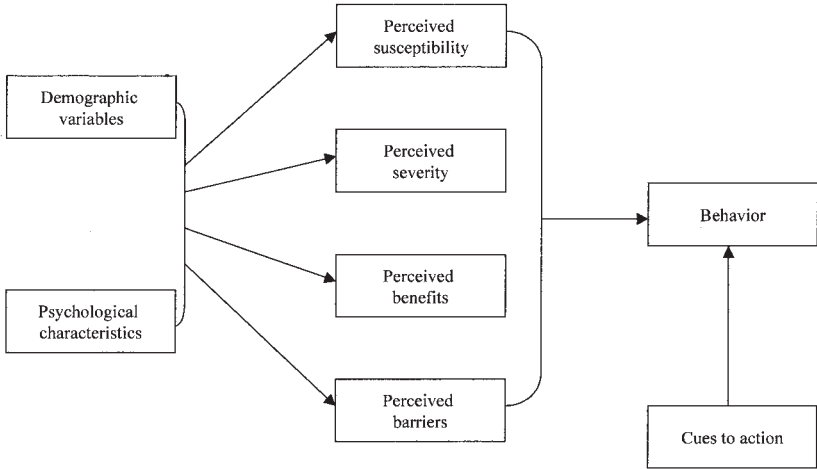 Demographic
variables
Psychological
characteristics
Perceived
susceptibility
Perceived
severity
Perceived
benefits
Perceived
barriers
Behavior
Cues to action